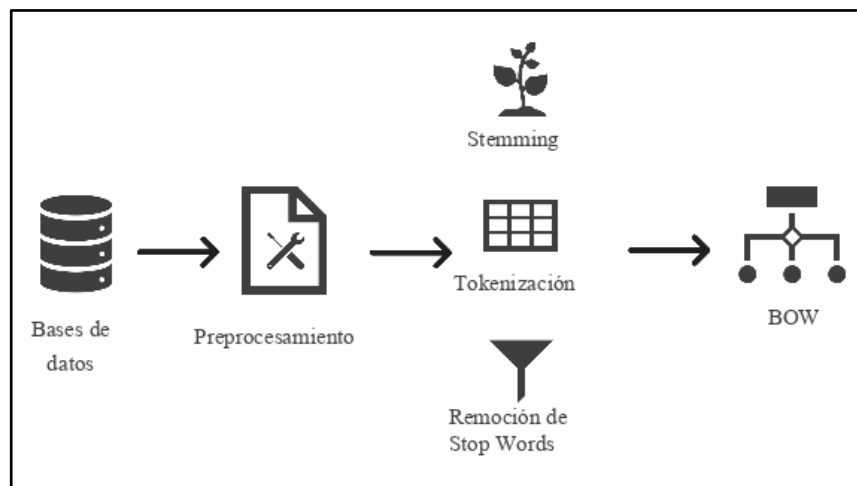 Stemming
Bases de
datos
Preprocesamiento
Tokenización
BOW
Remoción de
Stop Words